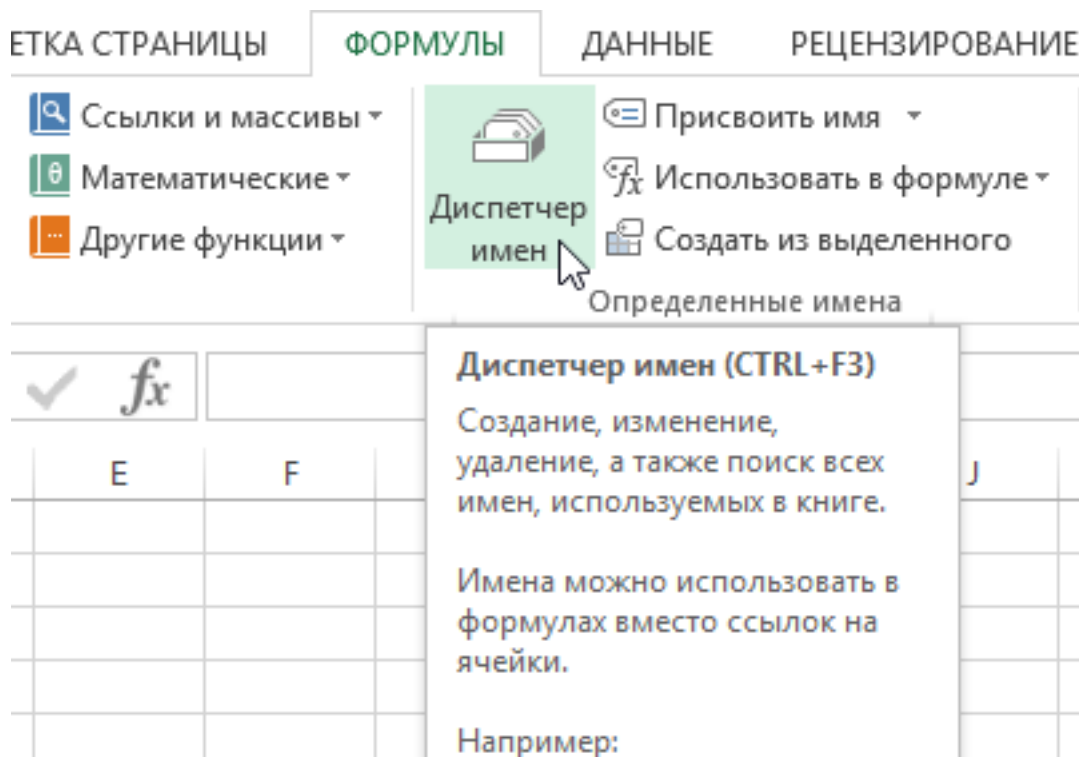 ЕТКА СТРАНИЦЫ ФОРМУЛЫ ДАННЫЕ РЕЦЕНЗИРОВАНИЕ
Ссылки и массивы
Математические
Другие функции
Диспетчер
имен
Присвоить имя
Использовать в формуле
Создать из выделенного
Определенные имена
fx
E F J
Диспетчер имен (CTRL+F3)
Создание, изменение,
удаление, а также поиск всех
имен, используемых в книге.
Имена можно использовать в
формулах вместо ссылок на
ячейки.
Например: